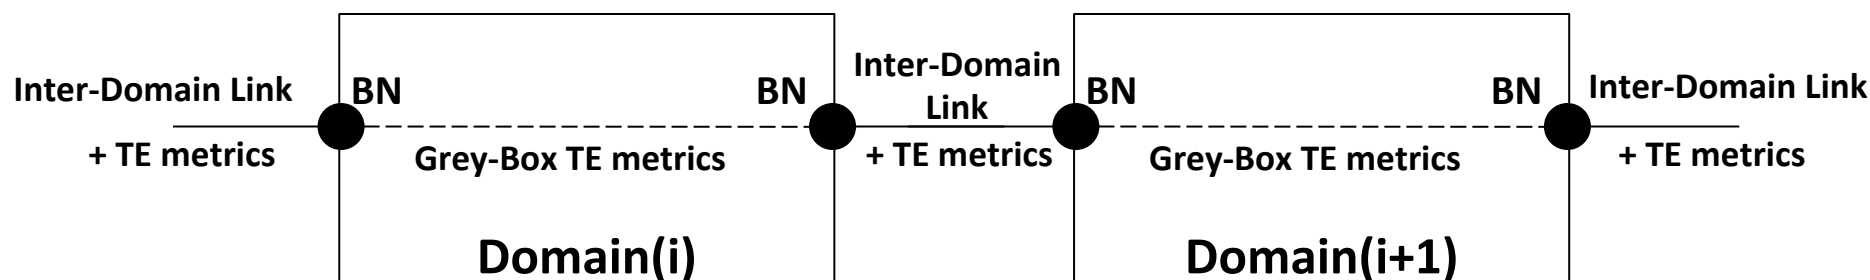 Inter-Domain Link
+ TE metrics
BN
BN
Grey-Box TE metrics
Domain(i)
Inter-Domain
Link
+ TE metrics
BN
BN
Grey-Box TE metrics
Domain(i+1)
Inter-Domain Link
+ TE metrics